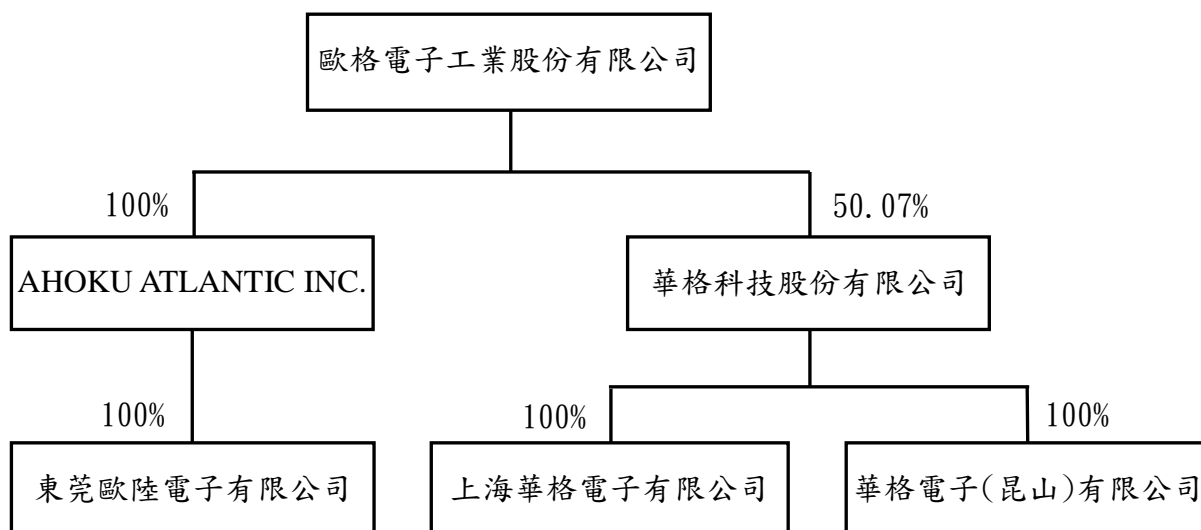 歐格電子工業股份有限公司
100%
50.07%
AHOKU ATLANTIC INC.
華格科技股份有限公司
100%
100%
100%
東莞歐陸電子有限公司
上海華格電子有限公司
華格電子(昆山)有限公司